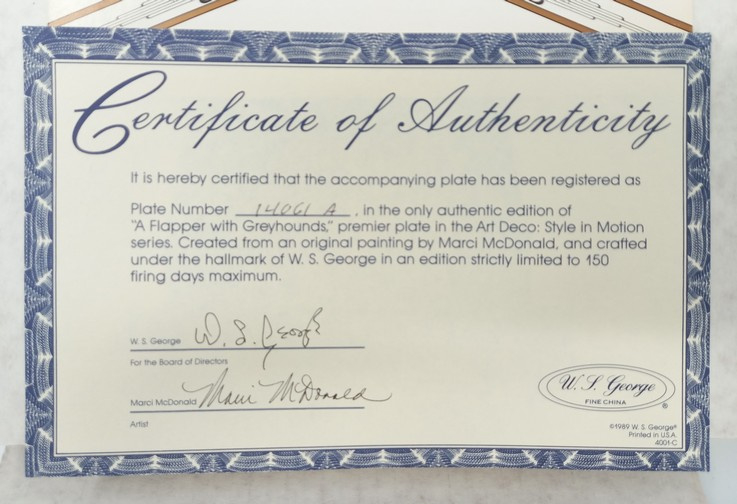 Certificate of Authenticity
It is hereby certified that the accompanying plate has been registered as
Plate Number 14061 A, in the only authentic edition of
"A Flapper with Greyhounds," premier plate in the Art Deco: Style in Motion
series. Created from an original painting by Marci McDonald, and crafted
under the hallmark of W. S. George in an edition strictly limited to 150
firing days maximum.
W. S. George W. S. George
For the Board of Directors
Marci McDonald Marci McDonald
Artist
W. S. George
FINE CHINA
®
©1989 W. S. George®
Printed in U.S.A.
4001-C